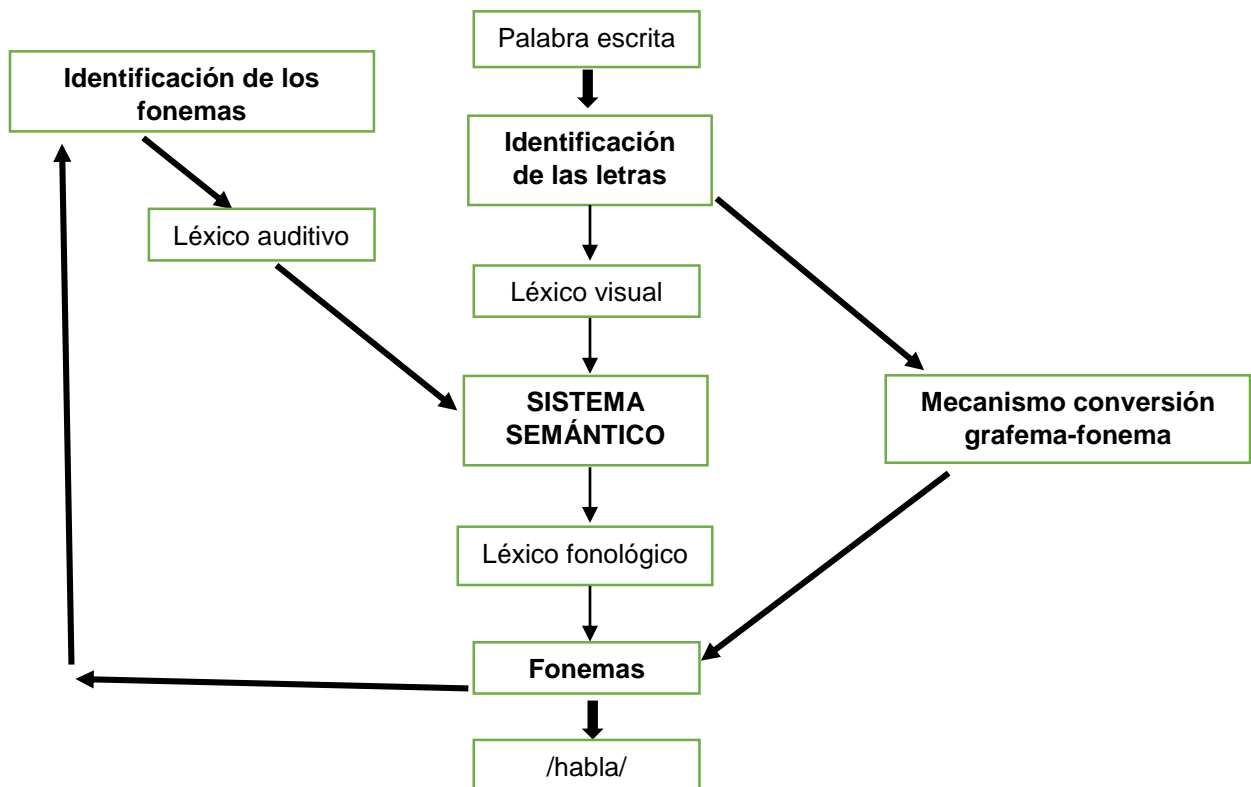 Palabra escrita
Identificación de los
fonemas
Identificación
de las letras
Léxico auditivo
Léxico visual
SISTEMA
SEMÁNTICO
Mecanismo conversión
grafema-fonema
Léxico fonológico
Fonemas
/habla/